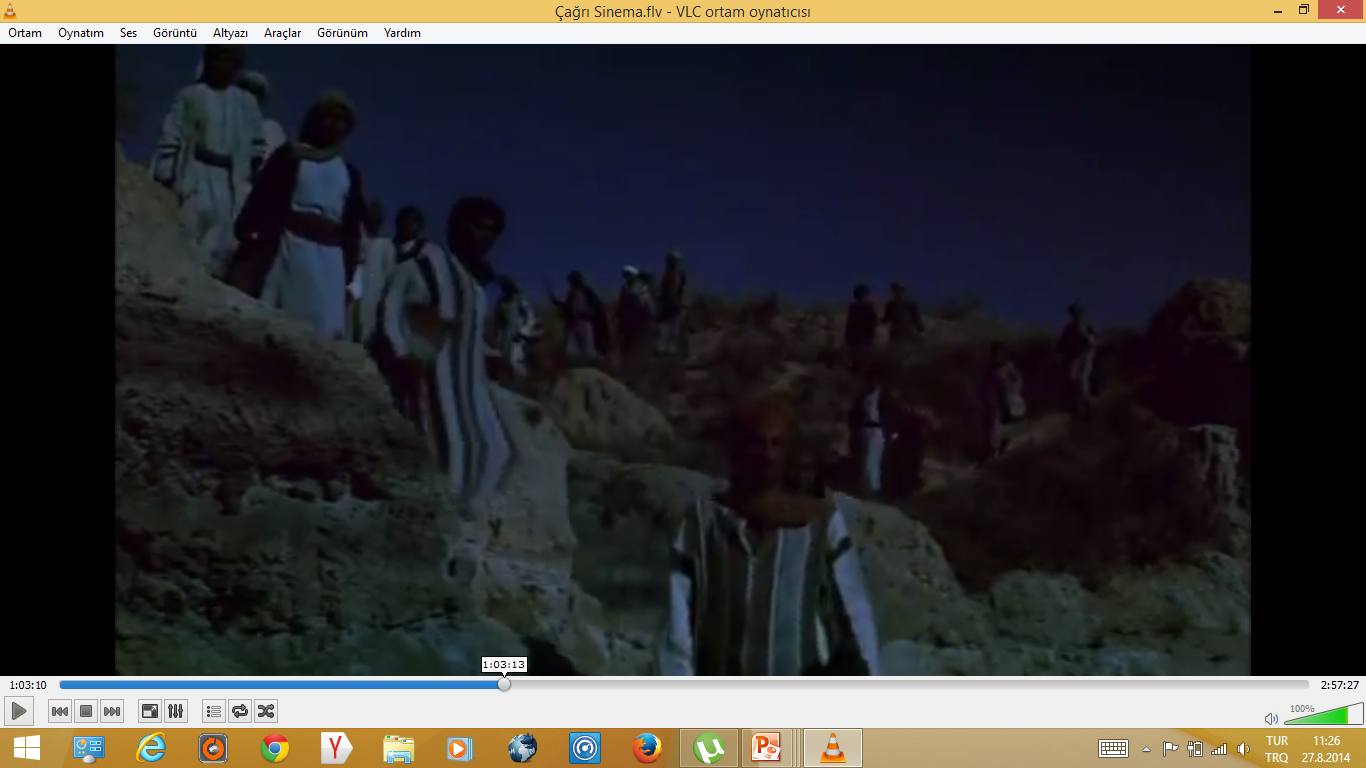 Çağrı Sinema.flv - VLC ortam oynatıcısı
Ortam Oynatım Ses Görüntü Altyazı Araçlar Görünüm Yardım
1:03:13
1:03:10 2:57:27
100%
TUR 11:26
TRQ 27.8.2014